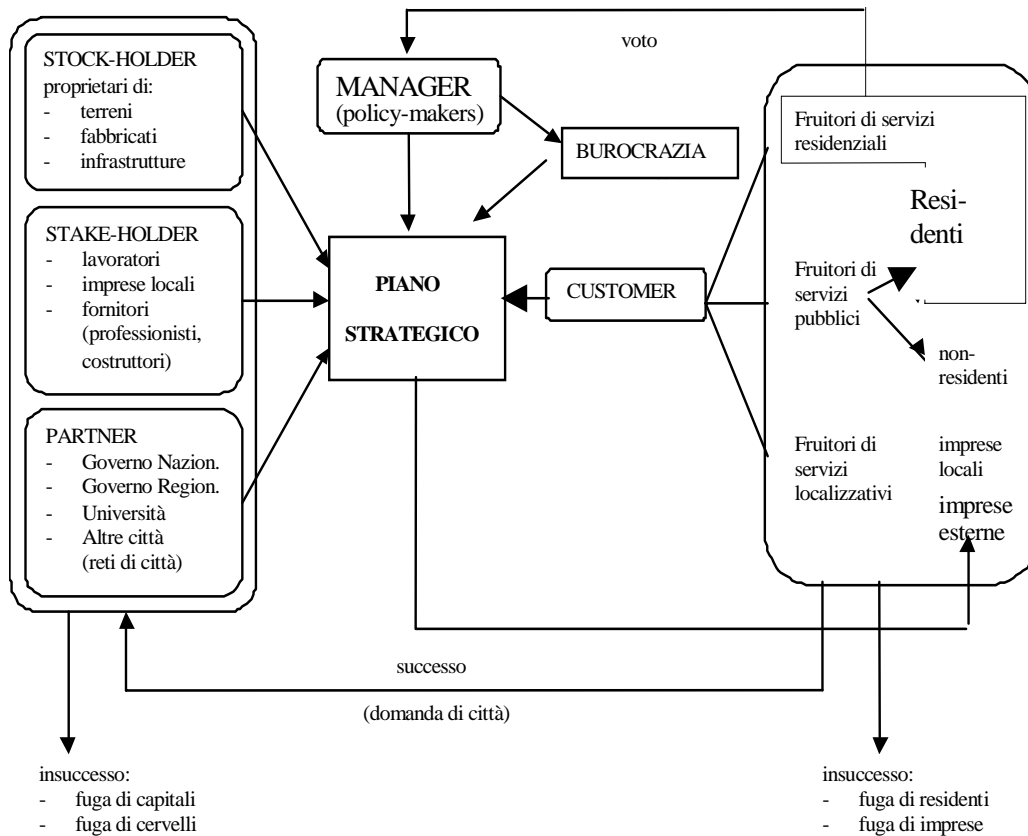 STOCK-HOLDER
proprietari di:
- terreni
- fabbricati
- infrastrutture
STAKE-HOLDER
- lavoratori
- imprese locali
- fornitori
(professionisti,
costruttori)
PARTNER
- Governo Nazion.
- Governo Region.
- Università
- Altre città
(reti di città)
voto
MANAGER
(policy-makers)
BUROCRAZIA
PIANO
STRATEGICO
CUSTOMER
Fruitori di servizi
residenziali
Resi-
denti
Fruitori di
servizi
pubblici
non-
residenti
Fruitori di
servizi
localizzativi
imprese
locali
imprese
esterne
successo
(domanda di città)
insuccesso:
- fuga di capitali
- fuga di cervelli
insuccesso:
- fuga di residenti
- fuga di imprese